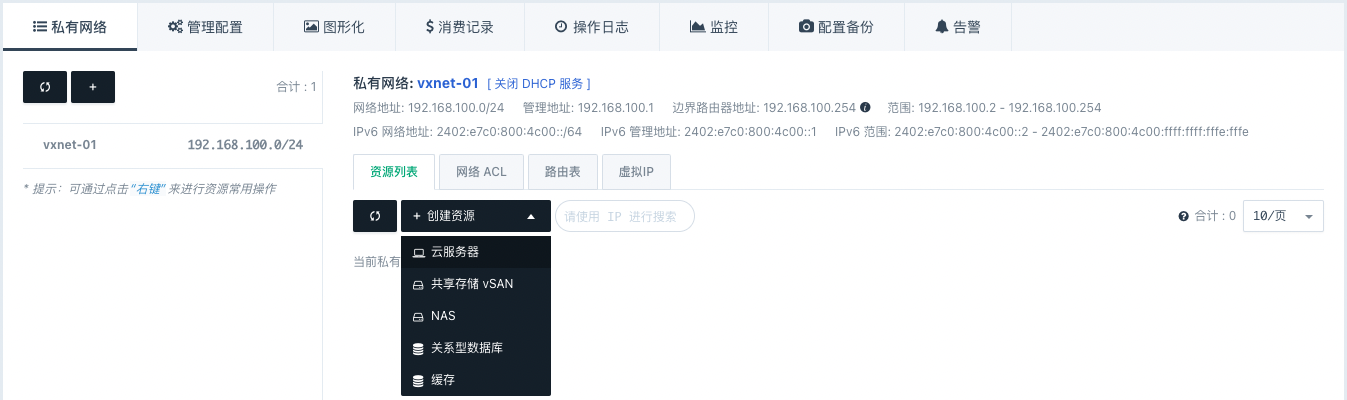 私有网络 管理配置 图形化 $ 消费记录 操作日志 监控 配置备份 告警
+ 合计 : 1
vxnet-01 192.168.100.0/24
* 提示：可通过点击“右键” 来进行资源常用操作
私有网络: vxnet-01 [ 关闭 DHCP 服务 ]
网络地址: 192.168.100.0/24 管理地址: 192.168.100.1 边界路由器地址: 192.168.100.254 范围: 192.168.100.2 - 192.168.100.254
IPv6 网络地址: 2402:e7c0:800:4c00::/64 IPv6 管理地址: 2402:e7c0:800:4c00::1 IPv6 范围: 2402:e7c0:800:4c00::2 - 2402:e7c0:800:4c00:ffff:ffff:fffe:fffe
资源列表 网络 ACL 路由表 虚拟IP
+ 创建资源 请使用 IP 进行搜索 合计 : 0 10/页
当前私有
云服务器
共享存储 vSAN
NAS
关系型数据库
缓存